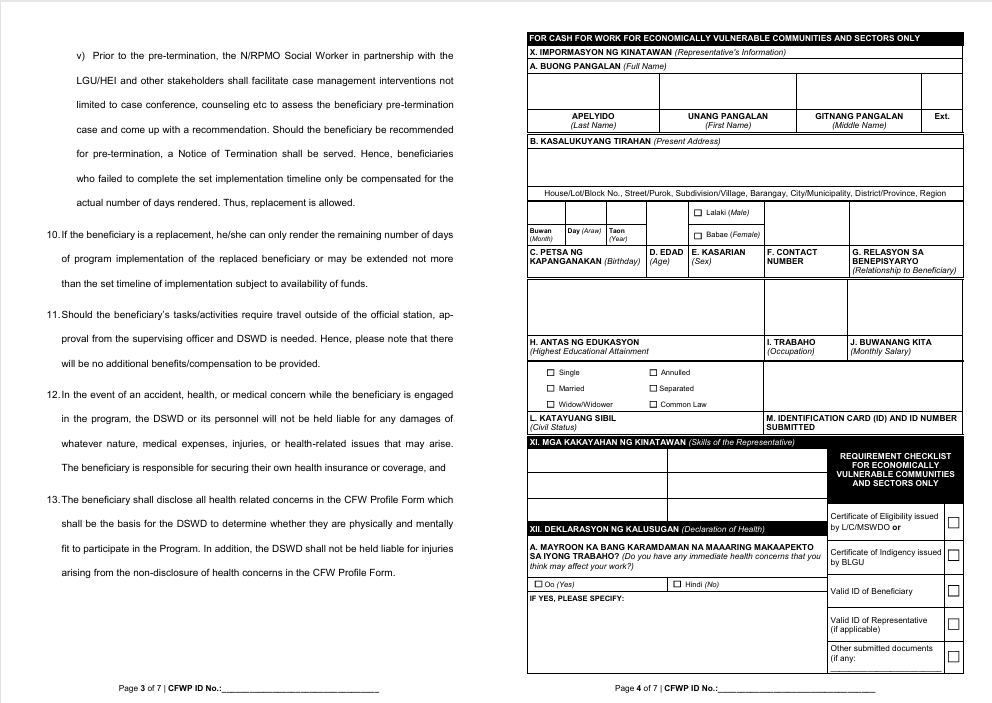 v) Prior to the pre-termination, the N/RPMO Social Worker in partnership with the
LGU/HEI and other stakeholders shall facilitate case management interventions not
limited to case conference, counseling etc to assess the beneficiary pre-termination
case and come up with a recommendation. Should the beneficiary be recommended
for pre-termination, a Notice of Termination shall be served. Hence, beneficiaries
who failed to complete the set implementation timeline only be compensated for the
actual number of days rendered. Thus, replacement is allowed.
10. If the beneficiary is a replacement, he/she can only render the remaining number of days
of program implementation of the replaced beneficiary or may be extended not more
than the set timeline of implementation subject to availability of funds.
11. Should the beneficiary's tasks/activities require travel outside of the official station, ap-
proval from the supervising officer and DSWD is needed. Hence, please note that there
will be no additional benefits/compensation to be provided.
12. In the event of an accident, health, or medical concern while the beneficiary is engaged
in the program, the DSWD or its personnel will not be held liable for any damages of
whatever nature, medical expenses, injuries, or health-related issues that may arise.
The beneficiary is responsible for securing their own health insurance or coverage, and
13. The beneficiary shall disclose all health related concerns in the CFW Profile Form which
shall be the basis for the DSWD to determine whether they are physically and mentally
fit to participate in the Program. In addition, the DSWD shall not be held liable for injuries
arising from the non-disclosure of health concerns in the CFW Profile Form.
Page 3 of 7 | CFWP ID No.:________________________________
FOR CASH FOR WORK FOR ECONOMICALLY VULNERABLE COMMUNITIES AND SECTORS ONLY
X. IMPORMASYON NG KINATAWAN (Representative's Information)
A. BUONG PANGALAN (Full Name)
APELYIDO UNANG PANGALAN GITNANG PANGALAN Ext.
(Last Name) (First Name) (Middle Name)
B. KASALUKUYANG TIRAHAN (Present Address)
House/Lot/Block No., Street/Purok, Subdivision/Village, Barangay, City/Municipality, District/Province, Region
Lalaki (Male)
Babae (Female)
Buwan Day (Araw) Taon
(Month) (Year)
C. PETSA NG D. EDAD E. KASARIAN F. CONTACT G. RELASYON SA
KAPANGANAKAN (Birthday) (Age) (Sex) NUMBER BENEPISYARYO
(Relationship to Beneficiary)
H. ANTAS NG EDUKASYON I. TRABAHO J. BUWANANG KITA
(Highest Educational Attainment (Occupation) (Monthly Salary)
Single Annulled
Married Separated
Widow/Widower Common Law
L. KATAYUANG SIBIL M. IDENTIFICATION CARD (ID) AND ID NUMBER
(Civil Status) SUBMITTED
XI. MGA KAKAYAHAN NG KINATAWAN (Skills of the Representative)
REQUIREMENT CHECKLIST
FOR ECONOMICALLY
VULNERABLE COMMUNITIES
AND SECTORS ONLY
Certificate of Eligibility issued
by L/C/MSWDO or
Certificate of Indigency issued
by BLGU
Valid ID of Beneficiary
Valid ID of Representative
(if applicable)
Other submitted documents
(if any:
________________________
XII. DEKLARASYON NG KALUSUGAN (Declaration of Health)
A. MAYROON KA BANG KARAMDAMAN NA MAAARING MAKAAPEKTO
SA IYONG TRABAHO? (Do you have any immediate health concerns that you
think may affect your work?)
Oo (Yes) Hindi (No)
IF YES, PLEASE SPECIFY:
Page 4 of 7 | CFWP ID No.:________________________________